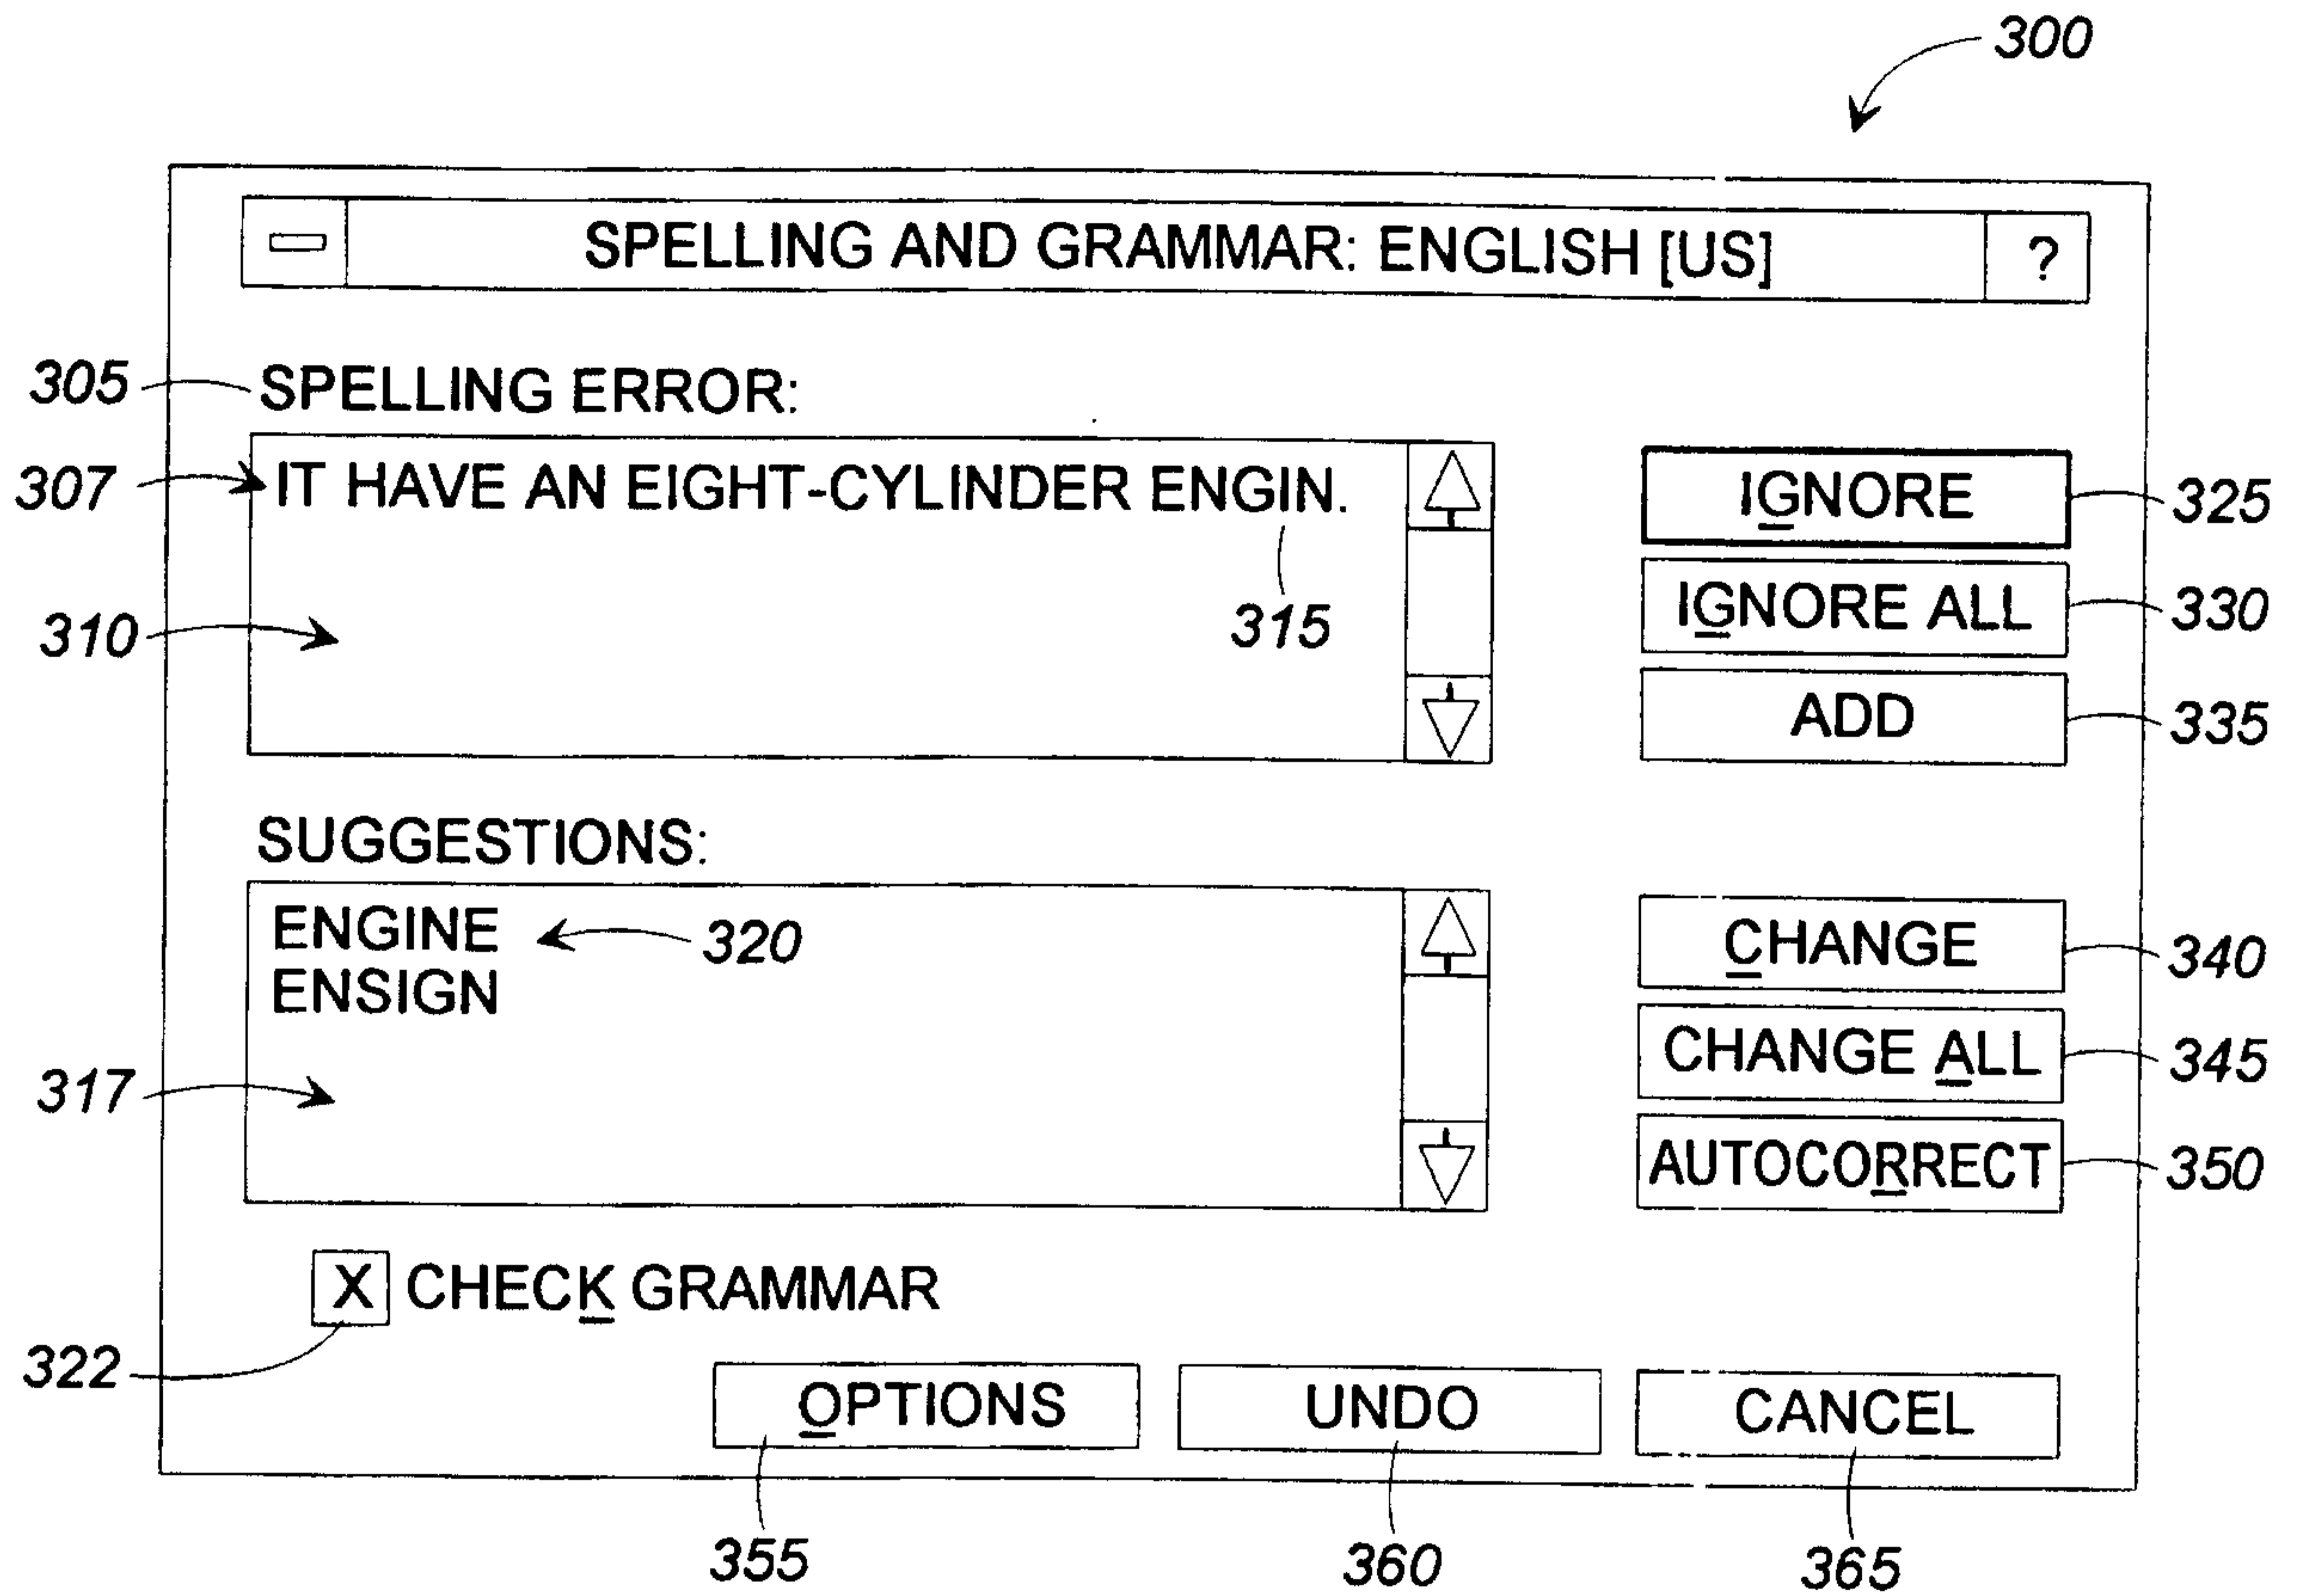 300
SPELLING AND GRAMMAR: ENGLISH [US] ?
305 SPELLING ERROR:
307 IT HAVE AN EIGHT-CYLINDER ENGIN.
310
315
IGNORE 325
IGNORE ALL 330
ADD 335
SUGGESTIONS:
ENGINE 320
ENSIGN
317
CHANGE 340
CHANGE ALL 345
AUTOCORRECT 350
X CHECK GRAMMAR
322
OPTIONS UNDO CANCEL
355 360 365